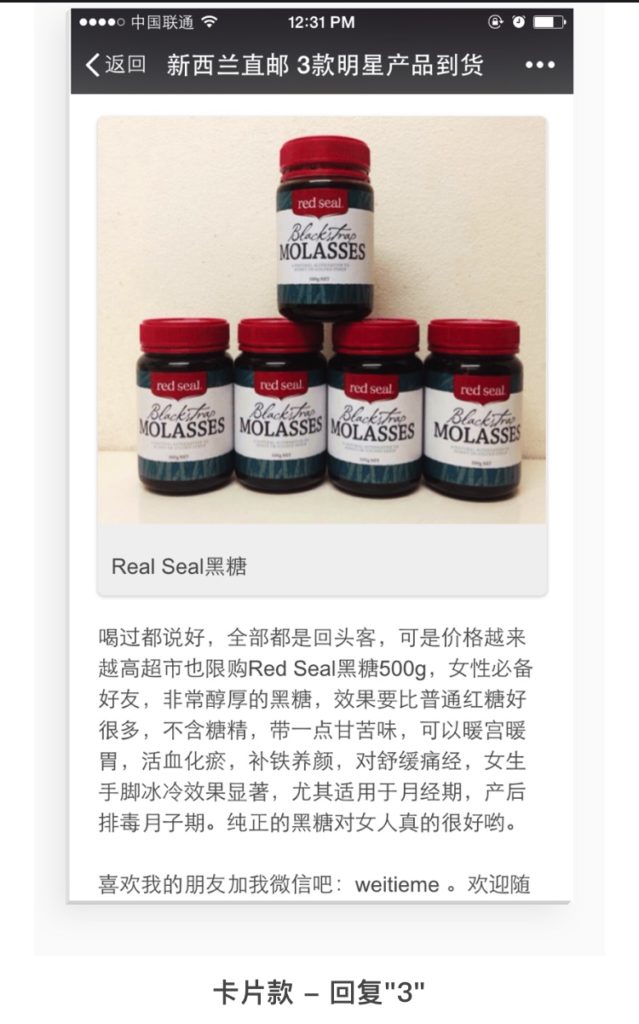 中国联通
12:31 PM
返回
新西兰直邮 3款明星产品到货
red seal
Blackstrap
MOLASSES
500g NET
red seal
Blackstrap
MOLASSES
500g NET
red seal
Blackstrap
MOLASSES
500g NET
red seal
Blackstrap
MOLASSES
500g NET
red seal
Blackstrap
MOLASSES
500g NET
Real Seal黑糖
喝过都说好，全部都是回头客，可是价格越来
越高超市也限购Red Seal黑糖500g，女性必备
好友，非常醇厚的黑糖，效果要比普通红糖好
很多，不含糖精，带一点甘苦味，可以暖宫暖
胃，活血化瘀，补铁养颜，对舒缓痛经，女生
手脚冰冷效果显著，尤其适用于月经期，产后
排毒月子期。纯正的黑糖对女人真的很好哟。
喜欢我的朋友加我微信吧：weitieme 。欢迎随
卡片款 – 回复"3"